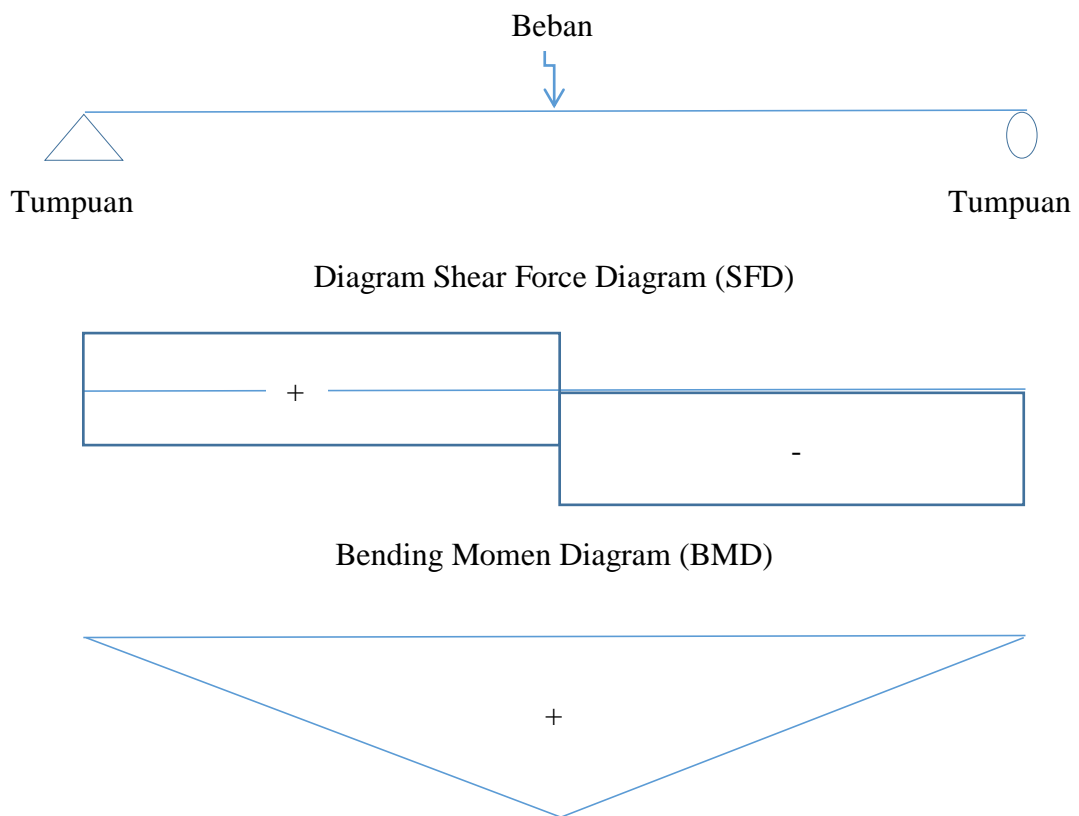 Beban
Tumpuan Tumpuan
Diagram Shear Force Diagram (SFD)
+
-
Bending Momen Diagram (BMD)
+